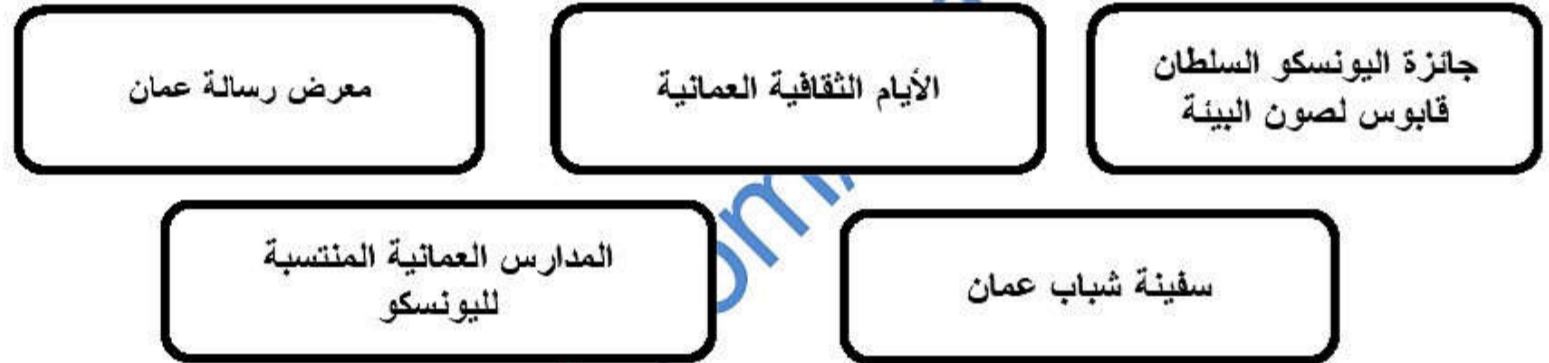 جائزة اليونسكو السلطان
قابوس لصون البيئة
الأيام الثقافية العمانية
معرض رسالة عمان
سفينة شباب عمان
المدارس العمانية المنتسبة
لليونسكو
om